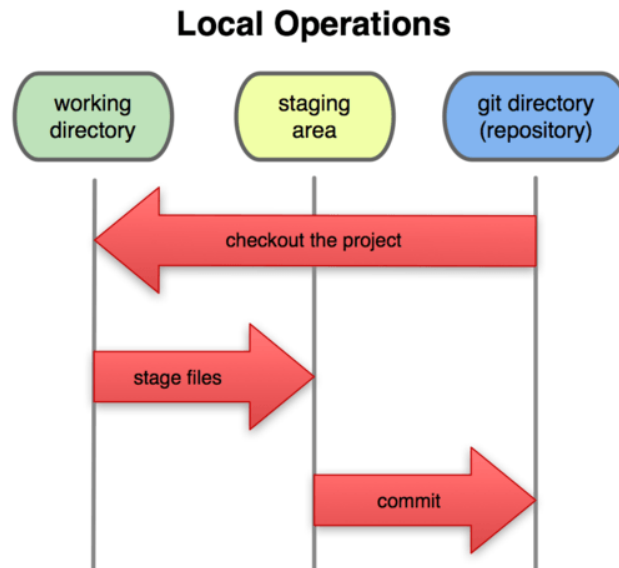 Local Operations
working
directory
staging
area
git directory
(repository)
checkout the project
stage files
commit